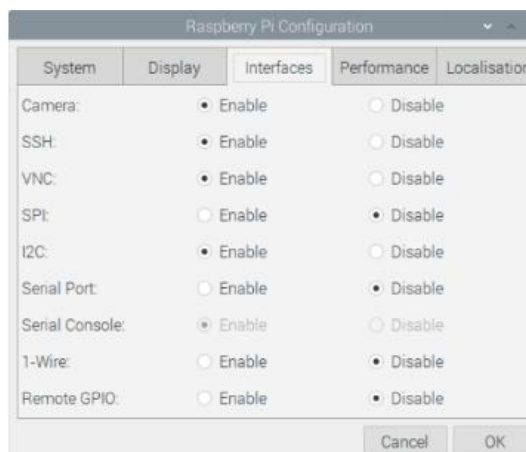 Raspberry Pi Configuration
System Display Interfaces Performance Localisation
Camera: Enable Disable
SSH: Enable Disable
VNC: Enable Disable
SPI: Enable Disable
I2C: Enable Disable
Serial Port: Enable Disable
Serial Console: Enable Disable
1-Wire: Enable Disable
Remote GPIO: Enable Disable
Cancel OK